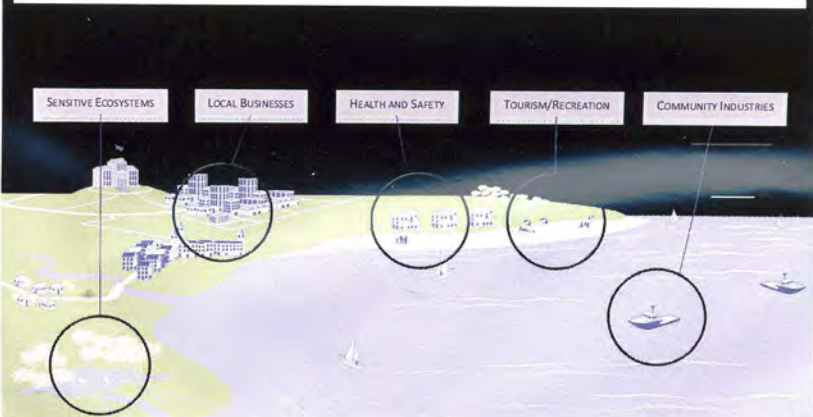 SENSITIVE ECOSYSTEMS
LOCAL BUSINESSES
HEALTH AND SAFETY
TOURISM/RECREATION
COMMUNITY INDUSTRIES